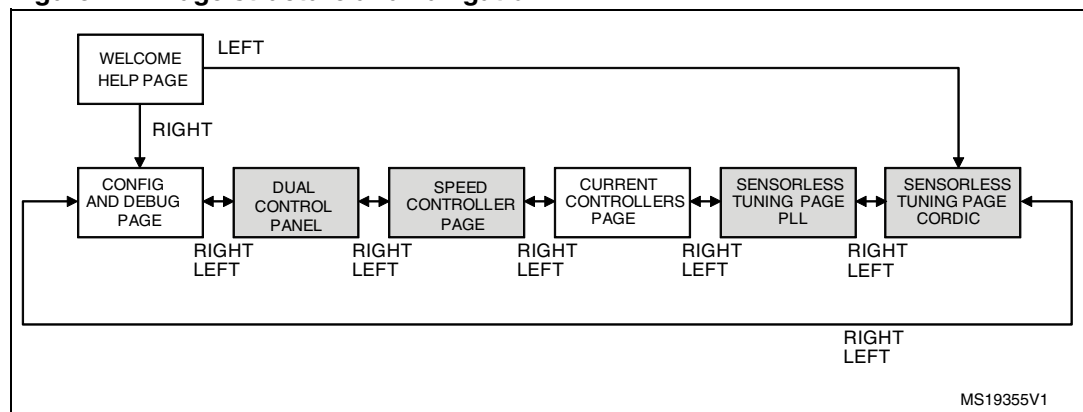 LEFT
WELCOME
HELP PAGE
RIGHT
CONFIG
AND DEBUG
PAGE
DUAL
CONTROL
PANEL
SPEED
CONTROLLER
PAGE
CURRENT
CONTROLLERS
PAGE
SENSORLESS
TUNING PAGE
PLL
SENSORLESS
TUNING PAGE
CORDIC
RIGHT
LEFT
RIGHT
LEFT
RIGHT
LEFT
RIGHT
LEFT
RIGHT
LEFT
RIGHT
LEFT
MS19355V1